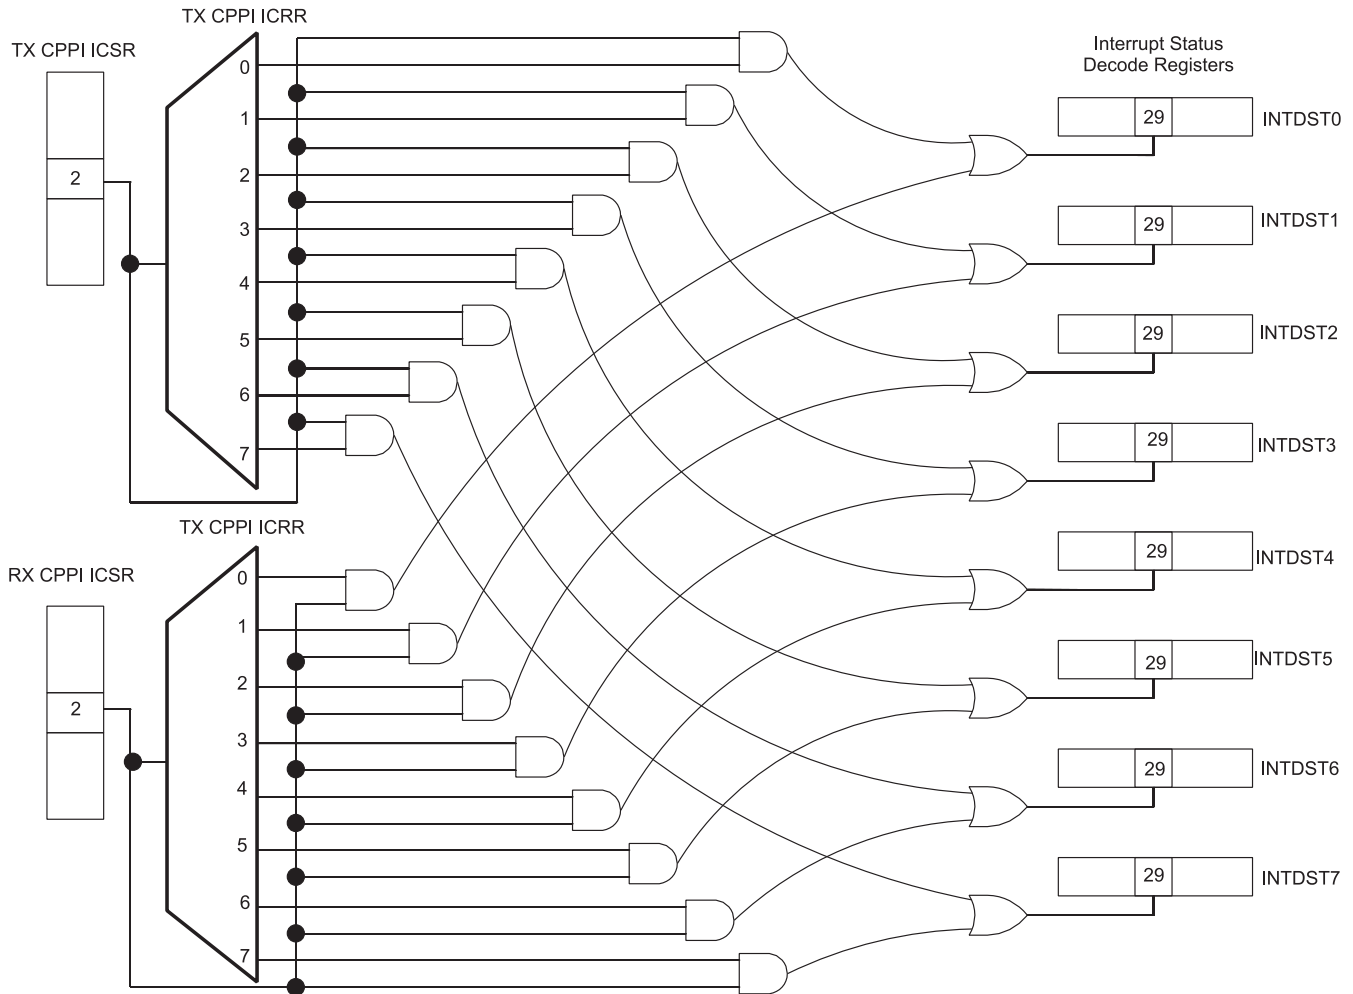 TX CPPI ICRR
TX CPPI ICSR
Interrupt Status
Decode Registers
0
1
2
3
4
5
6
7
2
29
INTDST0
29
INTDST1
29
INTDST2
29
INTDST3
TX CPPI ICRR
RX CPPI ICSR
0
1
2
3
4
5
6
7
2
29
INTDST4
29
INTDST5
29
INTDST6
29
INTDST7